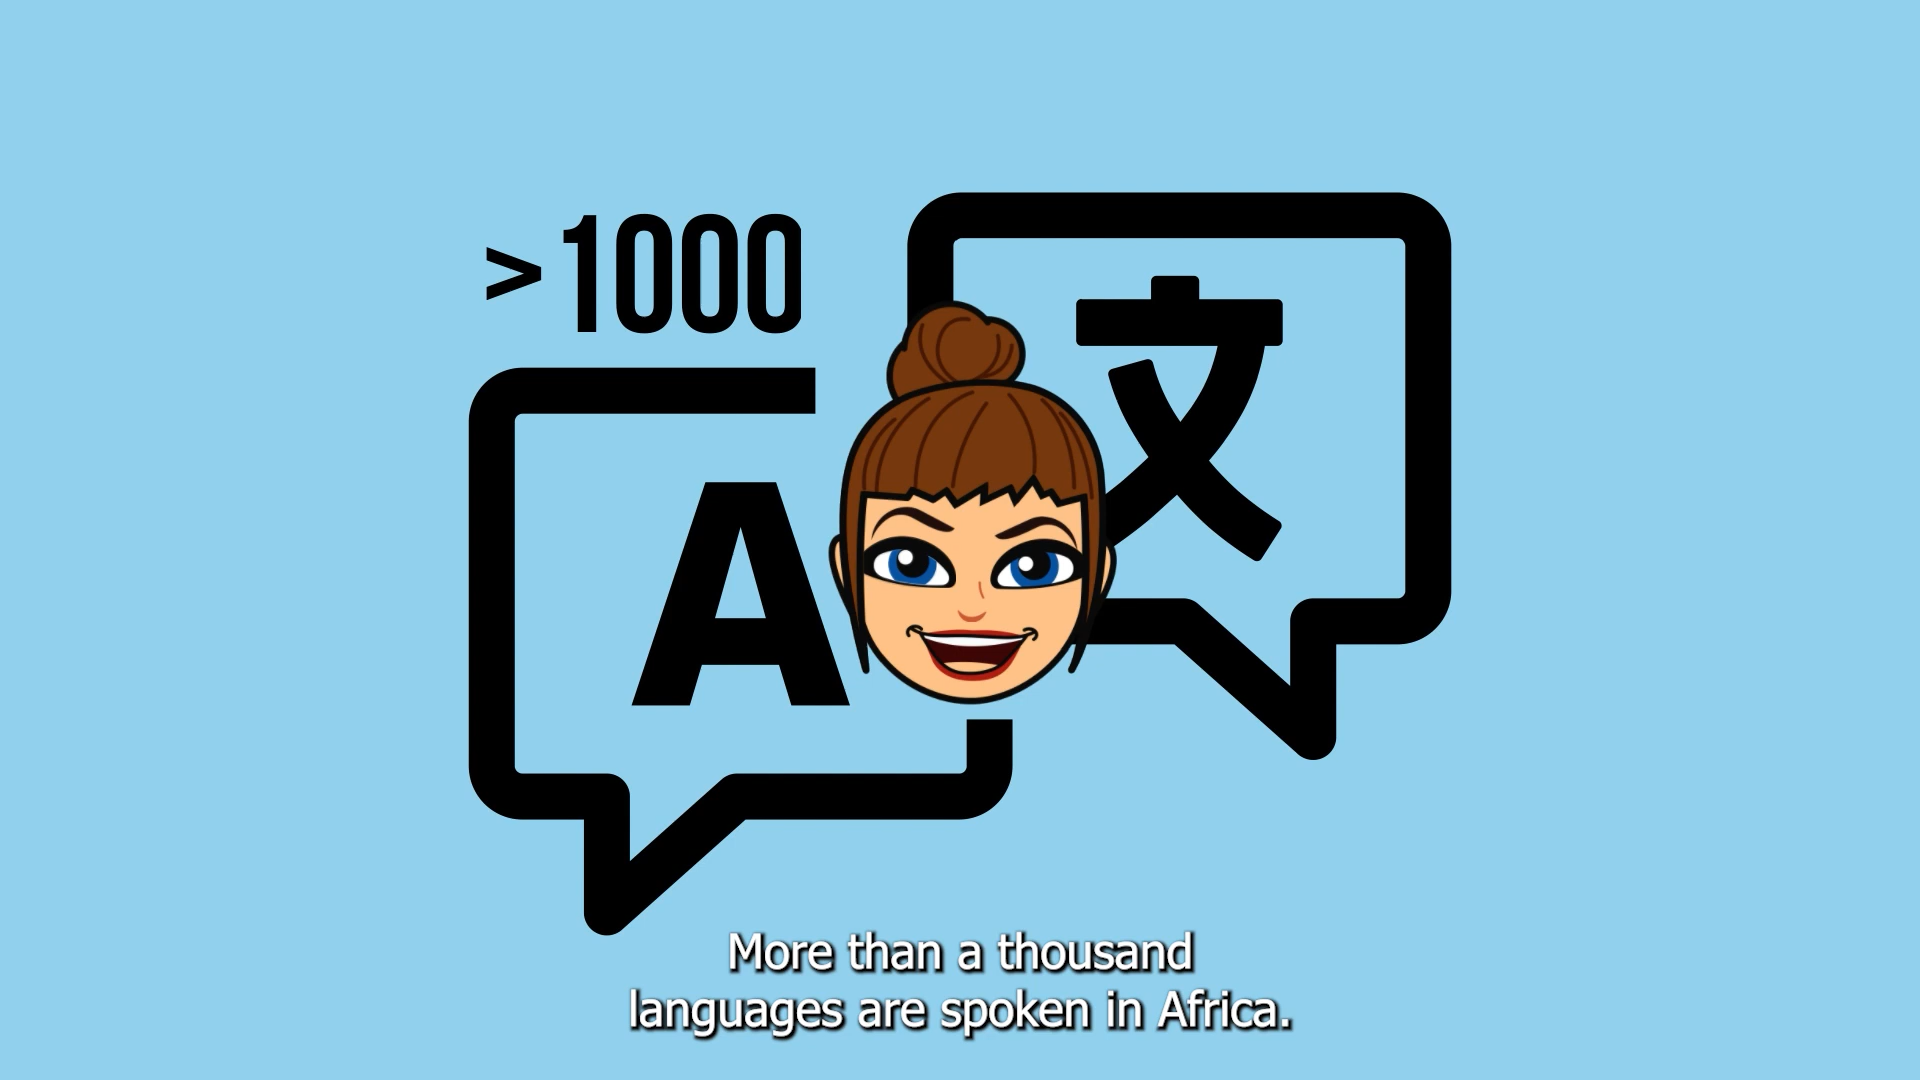 >1000
A
文
More than a thousand
languages are spoken in Africa.